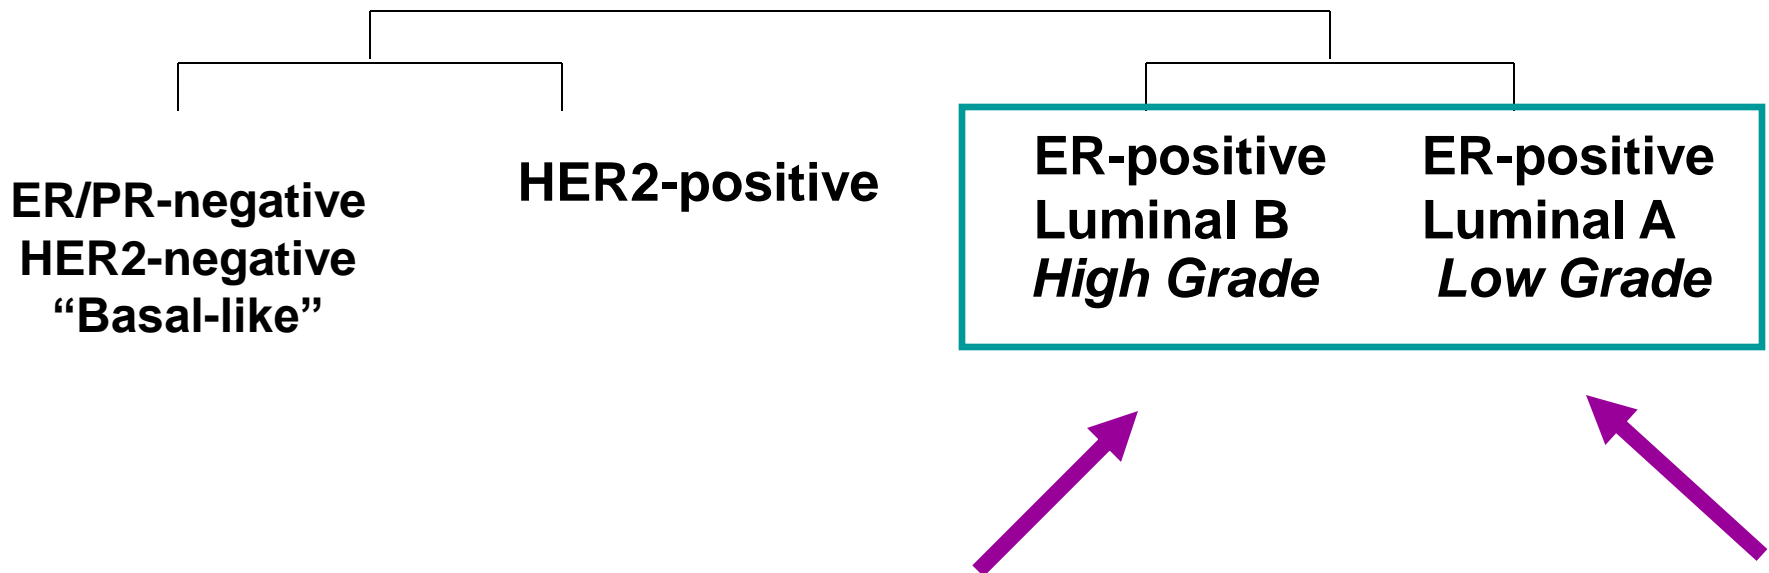 ER/PR-negative
HER2-negative
“Basal-like”
HER2-positive
ER-positive
Luminal B
High Grade
ER-positive
Luminal A
Low Grade